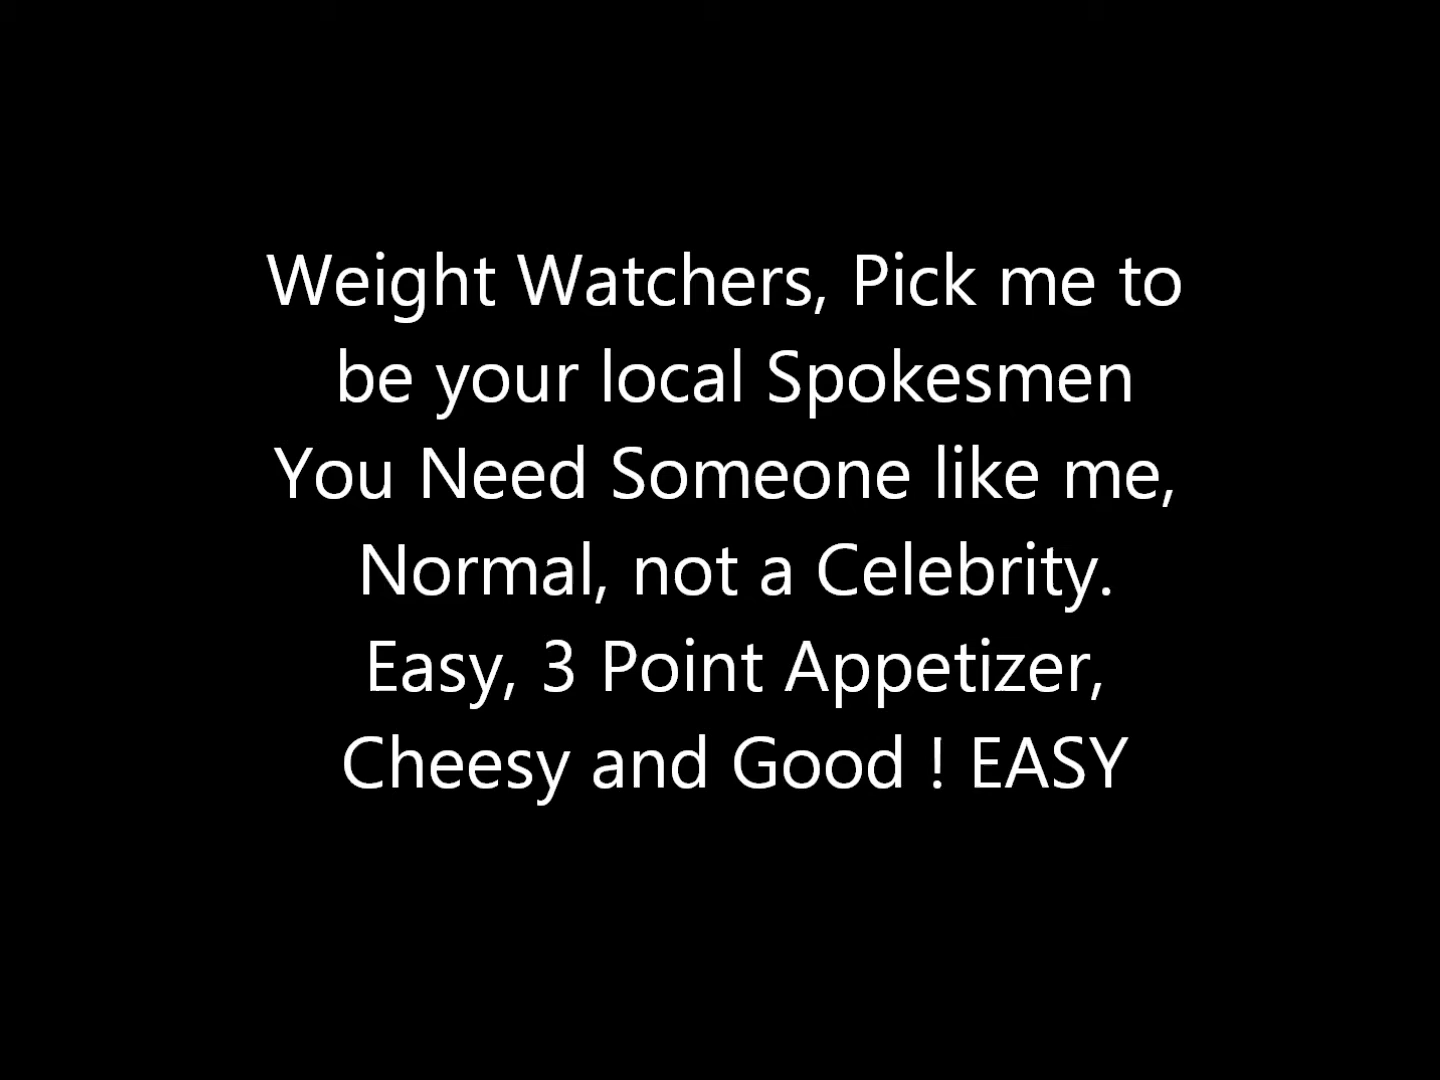 Weight Watchers, Pick me to
be your local Spokesmen
You Need Someone like me,
Normal, not a Celebrity.
Easy, 3 Point Appetizer,
Cheesy and Good ! EASY